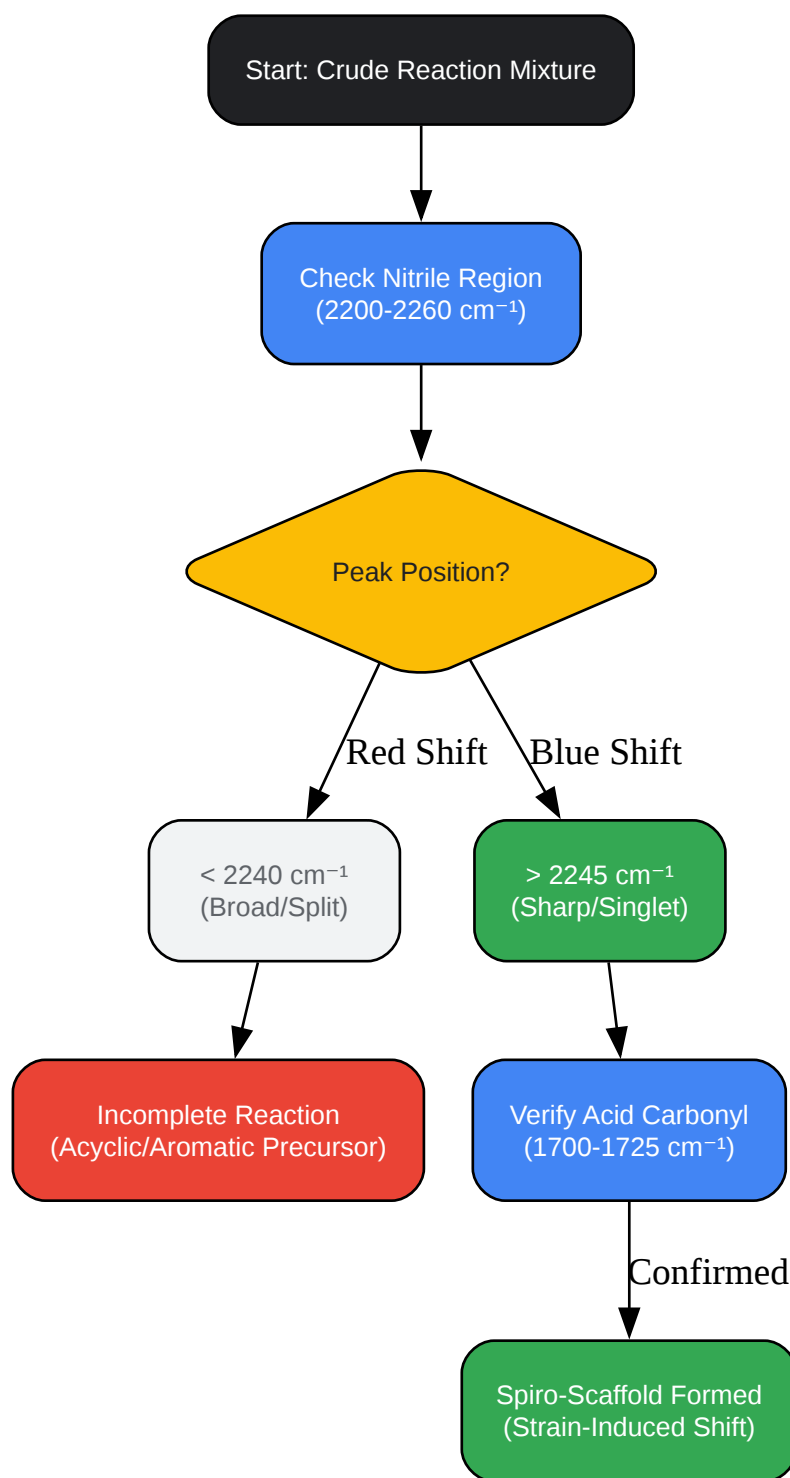 Start: Crude Reaction Mixture
Check Nitrile Region
(2200-2260 cm⁻¹)
Peak Position?
Red Shift
Blue Shift
< 2240 cm⁻¹
(Broad/Split)
> 2245 cm⁻¹
(Sharp/Singlet)
Incomplete Reaction
(Acyclic/Aromatic Precursor)
Verify Acid Carbonyl
(1700-1725 cm⁻¹)
Confirmed
Spiro-Scaffold Formed
(Strain-Induced Shift)